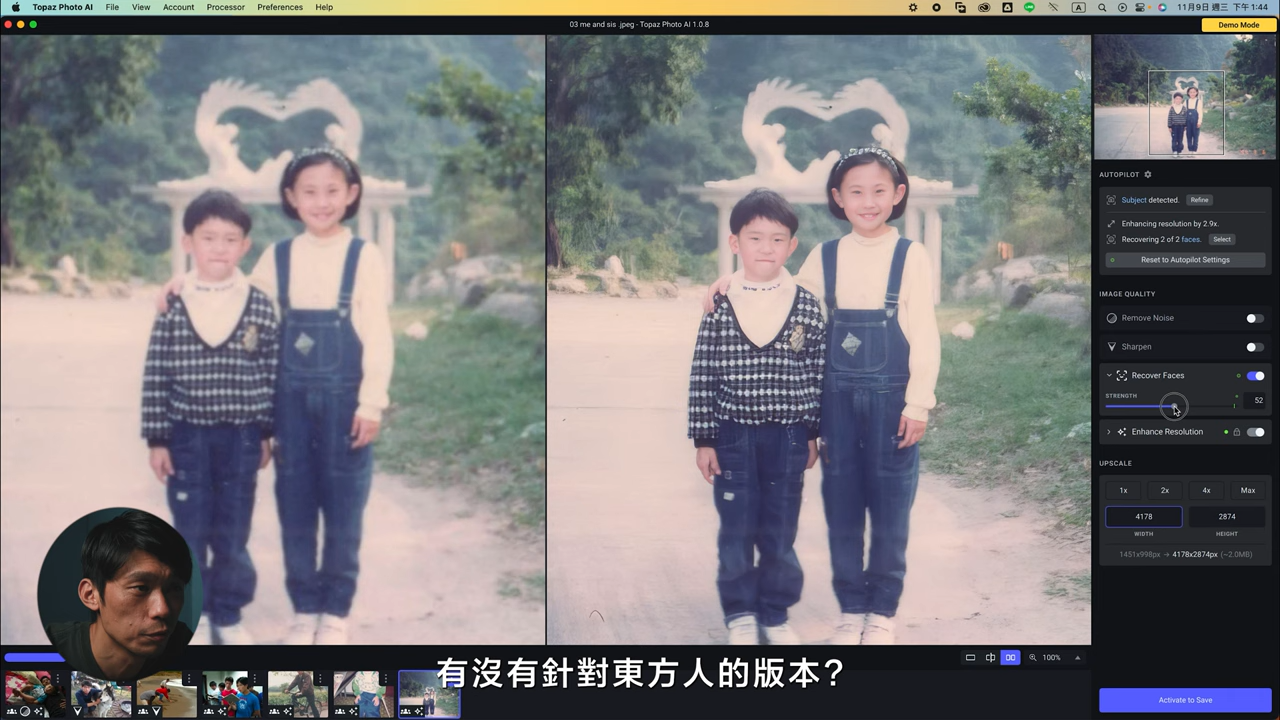 Topaz Photo AI File View Account Processor Preferences Help A 11月9日 週三 下午 1:44
03 me and sis .jpeg - Topaz Photo AI 1.0.8
Demo Mode
AUTOPILOT
Subject detected. Refine
Enhancing resolution by 2.9x.
Recovering 2 of 2 faces. Select
Reset to Autopilot Settings
IMAGE QUALITY
Remove Noise
Sharpen
Recover Faces
STRENGTH
52
Enhance Resolution
UPSCALE
1x 2x 4x Max
4178 2874
WIDTH HEIGHT
1451x998px → 4178x2874px (~2.0MB)
100%
有沒有針對東方人的版本?
Activate to Save